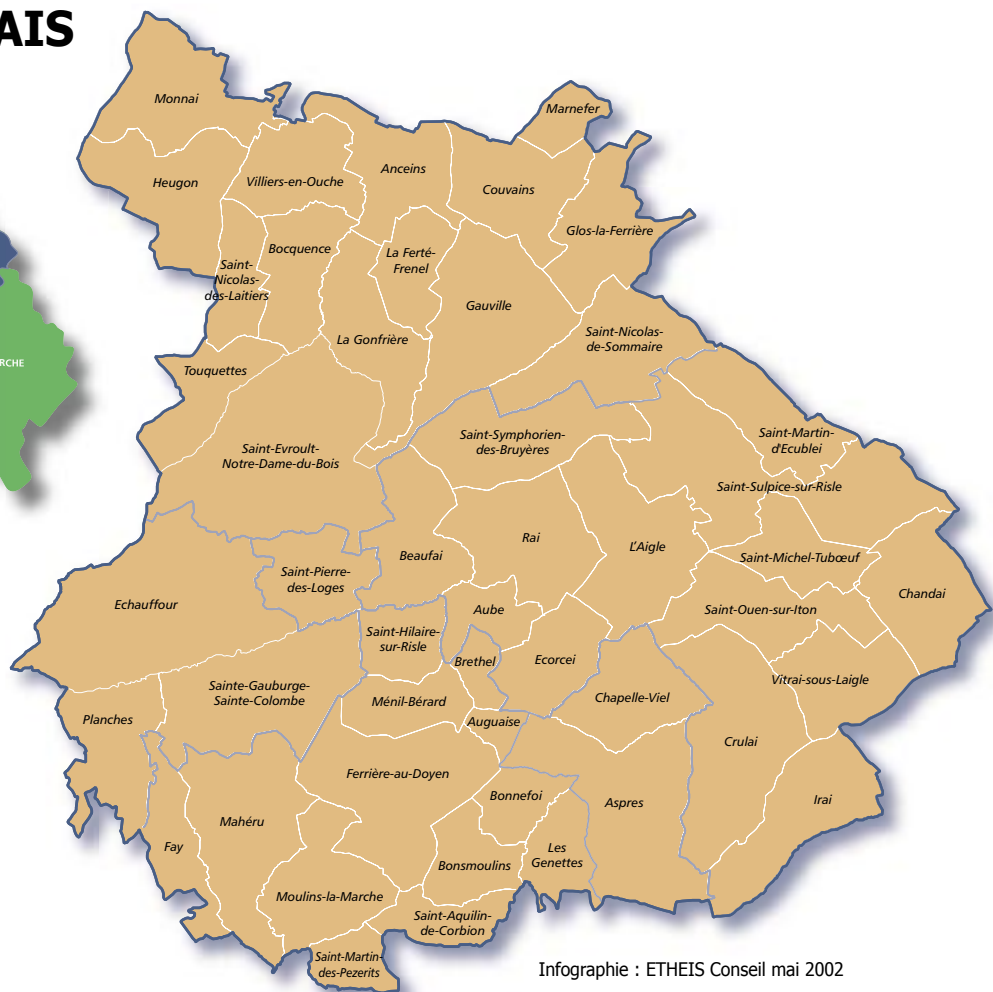 AIS
Monnai
Marnefer
Heugon
Villiers-en-Ouche
Anceins
Couvains
Glos-la-Ferrière
Bocquence
La Ferté-
Frenel
Saint-
Nicolas-
des-Laitiers
Gauville
La Gonfrière
Saint-Nicolas-
de-Sommaire
RCHE
Touquettes
Saint-Evroult-
Notre-Dame-du-Bois
Saint-Symphorien-
des-Bruyères
Saint-Martin-
d'Ecublei
Saint-Sulpice-sur-Risle
Rai
L'Aigle
Beaufai
Saint-Michel-Tubœuf
Saint-Pierre-
des-Loges
Chandai
Echauffour
Aube
Saint-Ouen-sur-Iton
Saint-Hilaire-
sur-Risle
Brethel
Ecorcei
Vitrai-sous-Laigle
Sainte-Gauburge-
Sainte-Colombe
Ménil-Bérard
Chapelle-Viel
Planches
Auguaise
Crulai
Ferrière-au-Doyen
Bonnefoi
Aspres
Irai
Mahéru
Fay
Les
Genettes
Bonsmoulins
Moulins-la-Marche
Saint-Aquilin-
de-Corbion
Saint-Martin-
des-Pezerits
Infographie : ETHEIS Conseil mai 2002